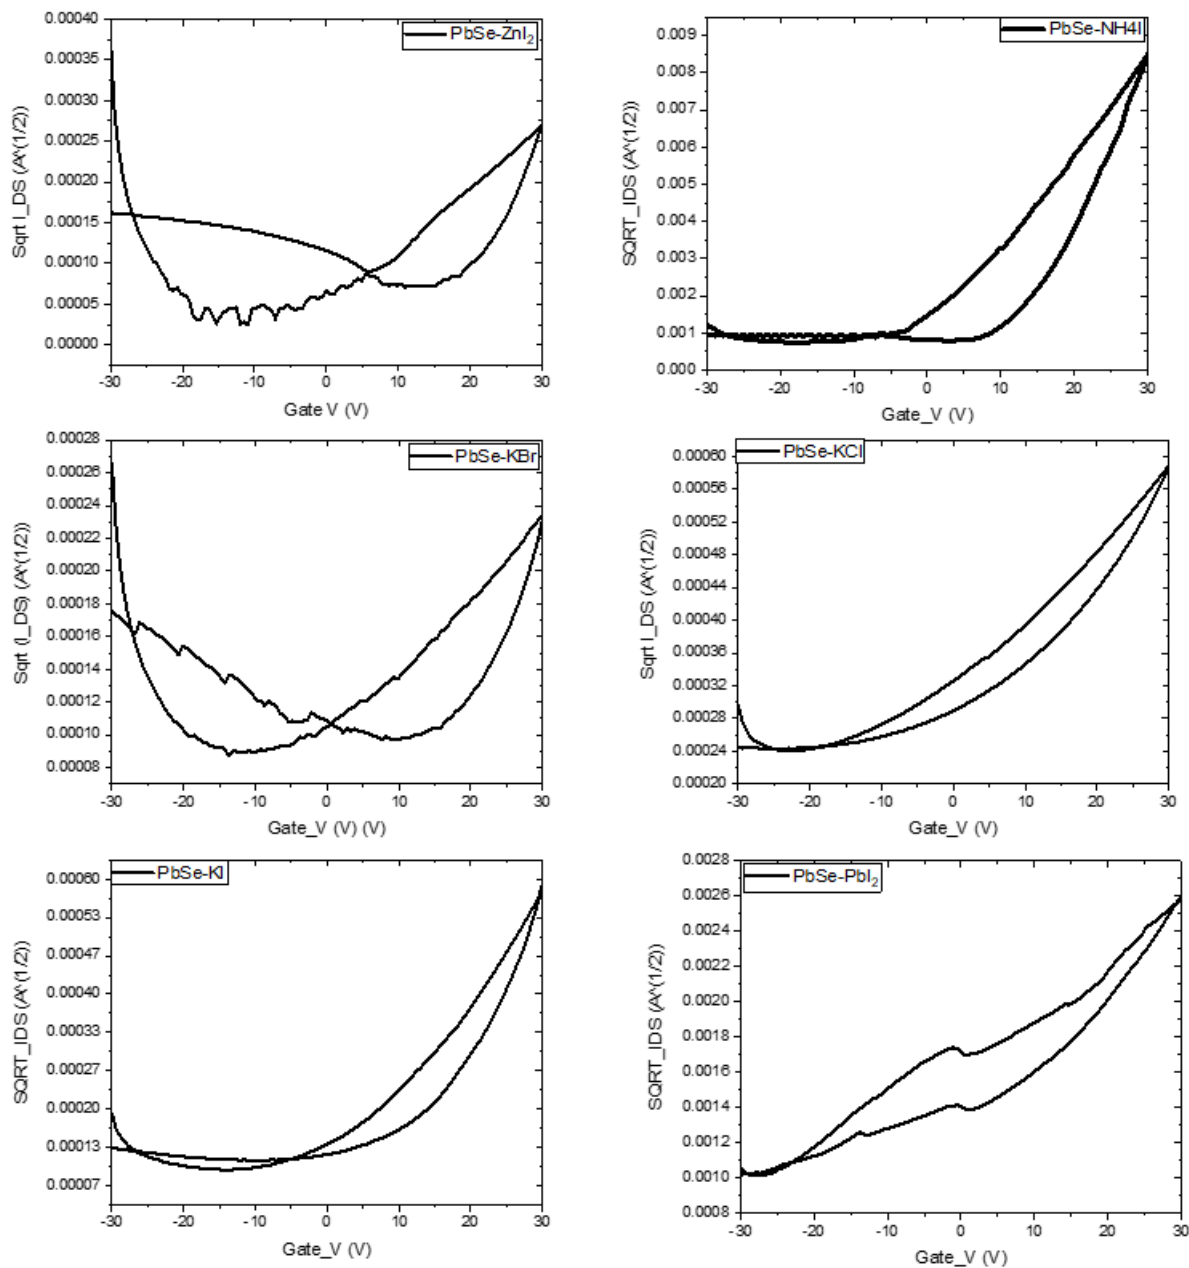 PbSe-ZnI2
Sqrt I_DS (A^(1/2))
0.00040
0.00035
0.00030
0.00025
0.00020
0.00015
0.00010
0.00005
0.00000
-30 -20 -10 0 10 20 30
Gate V (V)
PbSe-NH4I
SQRT_IDS (A^(1/2))
0.009
0.008
0.007
0.006
0.005
0.004
0.003
0.002
0.001
0.000
-30 -20 -10 0 10 20 30
Gate_V (V)
PbSe-KBr
Sqrt (I_DS) (A^(1/2))
0.00028
0.00026
0.00024
0.00022
0.00020
0.00018
0.00016
0.00014
0.00012
0.00010
0.00008
-30 -20 -10 0 10 20 30
Gate_V (V) (V)
PbSe-KCl
Sqrt I_DS (A^(1/2))
0.00060
0.00056
0.00052
0.00048
0.00044
0.00040
0.00036
0.00032
0.00028
0.00024
0.00020
-30 -20 -10 0 10 20 30
Gate_V (V)
PbSe-KI
SQRT_IDS (A^(1/2))
0.00060
0.00053
0.00047
0.00040
0.00033
0.00027
0.00020
0.00013
0.00007
-30 -20 -10 0 10 20 30
Gate_V (V)
PbSe-PbI2
SQRT_IDS (A^(1/2))
0.0028
0.0026
0.0024
0.0022
0.0020
0.0018
0.0016
0.0014
0.0012
0.0010
0.0008
-30 -20 -10 0 10 20 30
Gate_V (V)